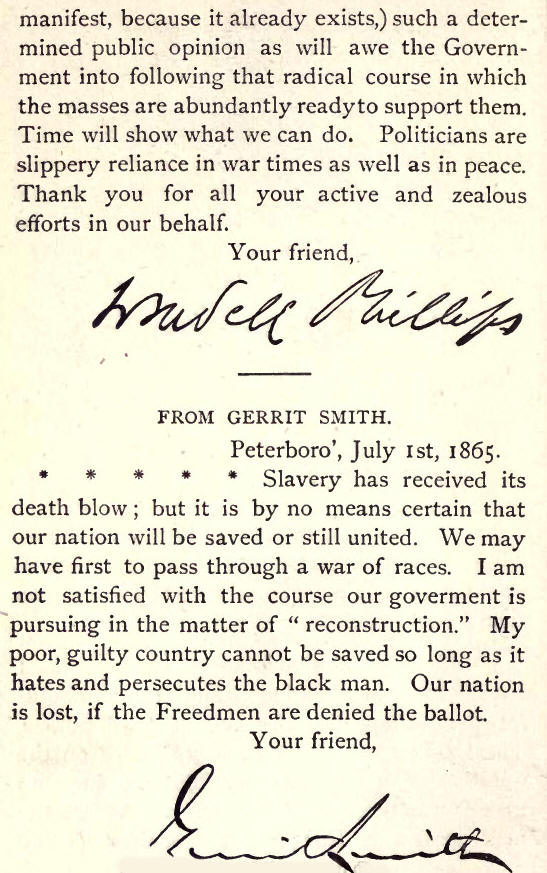 manifest, because it already exists,) such a deter-
mined public opinion as will awe the Govern-
ment into following that radical course in which
the masses are abundantly ready to support them.
Time will show what we can do. Politicians are
slippery reliance in war times as well as in peace.
Thank you for all your active and zealous
efforts in our behalf.
Your friend,
Wendell Phillips
FROM GERRIT SMITH.
Peterboro', July 1st, 1865.
* * * * * Slavery has received its
death blow; but it is by no means certain that
our nation will be saved or still united. We may
have first to pass through a war of races. I am
not satisfied with the course our goverment is
pursuing in the matter of "reconstruction." My
poor, guilty country cannot be saved so long as it
hates and persecutes the black man. Our nation
is lost, if the Freedmen are denied the ballot.
Your friend,
Gerrit Smith